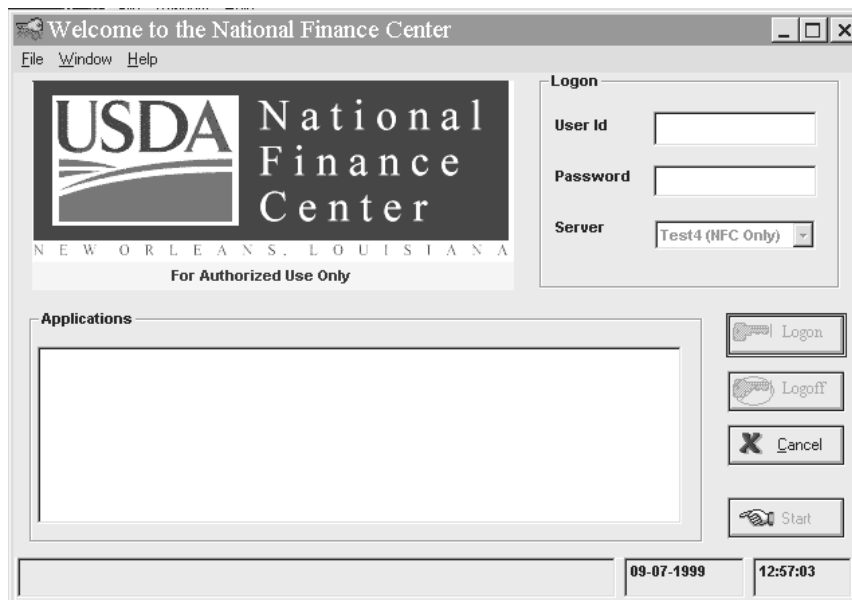 Welcome to the National Finance Center
File Window Help
USDA
National
Finance
Center
NEW ORLEANS, LOUISIANA
For Authorized Use Only
Logon
User Id
Password
Server
Test4 (NFC Only)
Applications
Logon
Logoff
Cancel
Start
09-07-1999
12:57:03